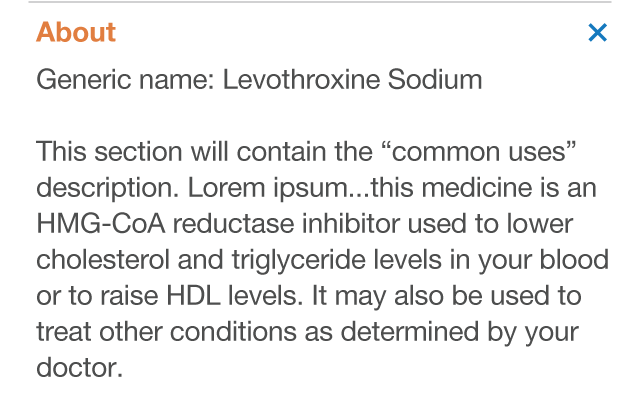 About
Generic name: Levothroxine Sodium
This section will contain the “common uses”
description. Lorem ipsum...this medicine is an
HMG-CoA reductase inhibitor used to lower
cholesterol and triglyceride levels in your blood
or to raise HDL levels. It may also be used to
treat other conditions as determined by your
doctor.